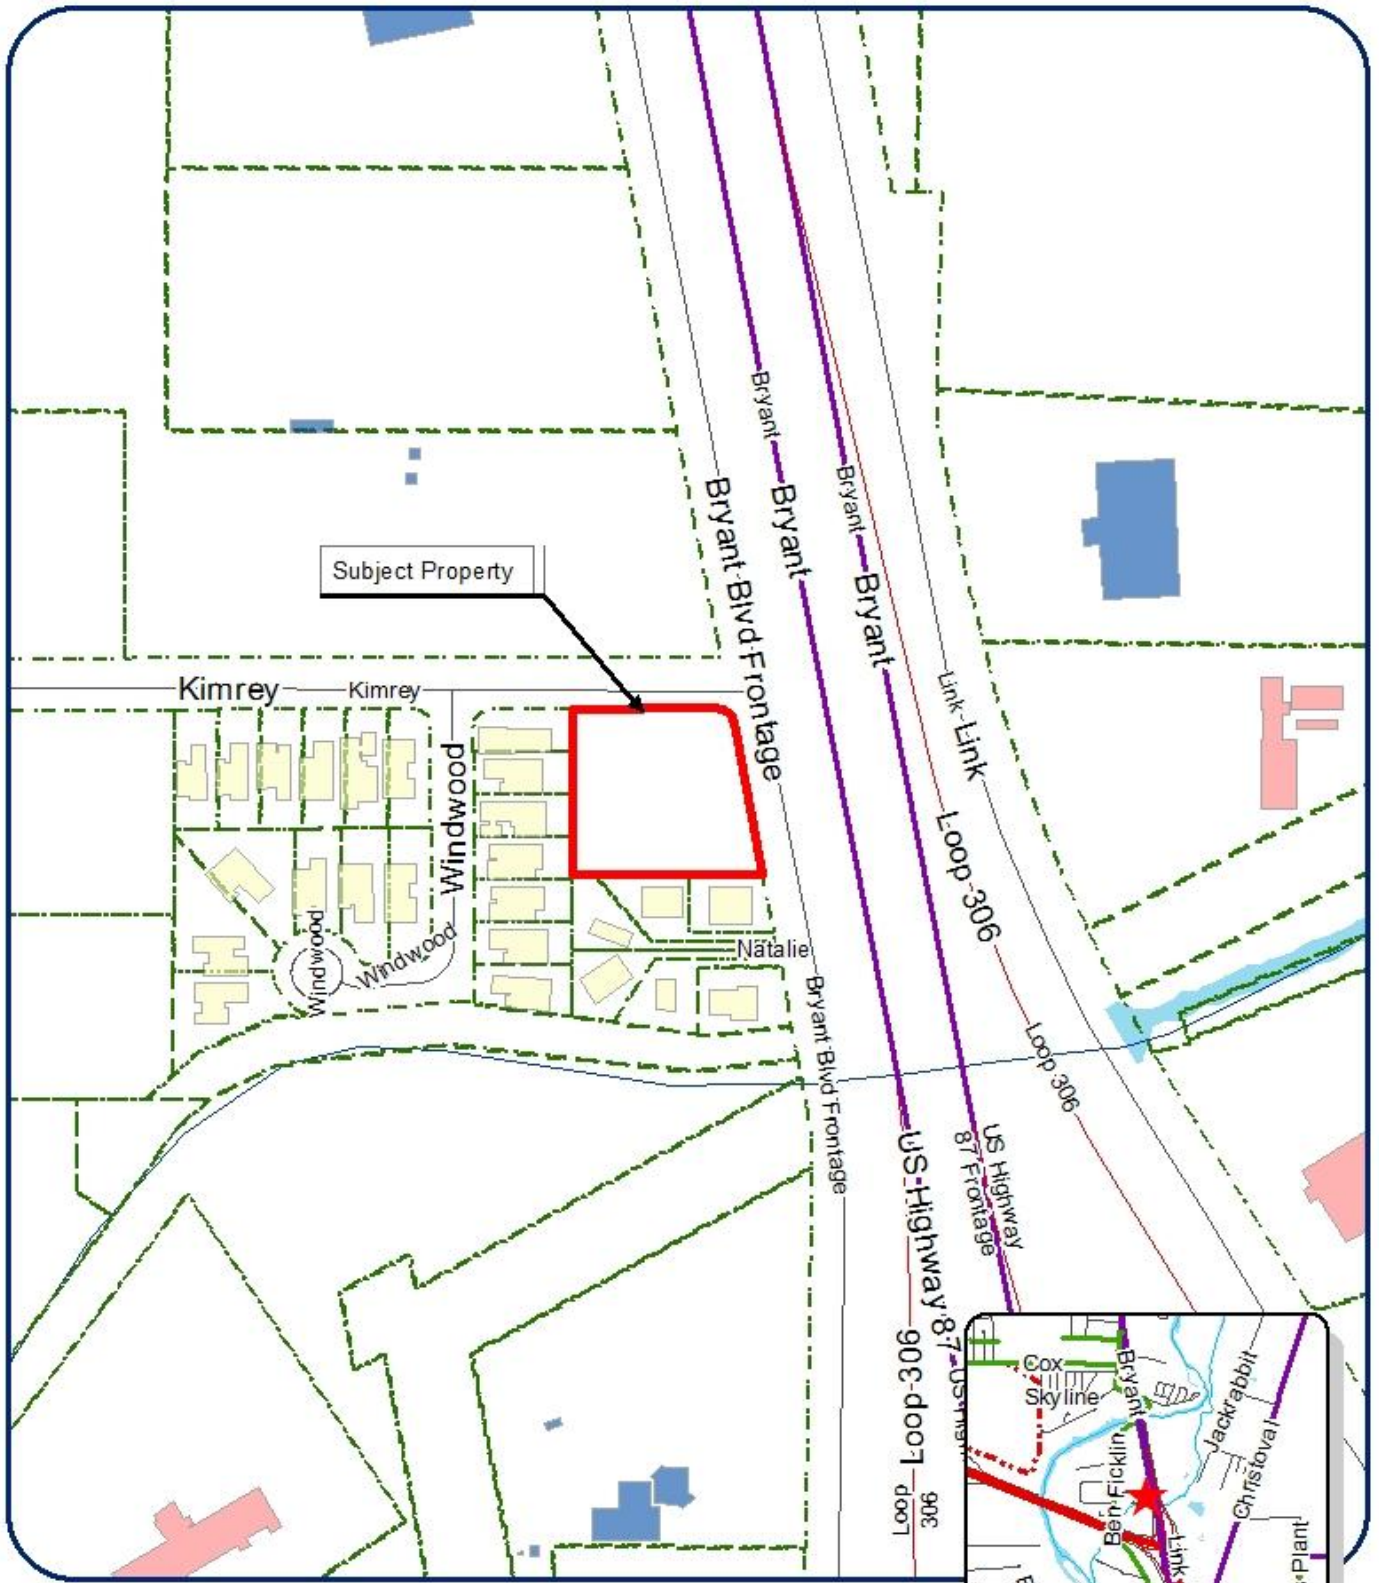 Bryant
Bryant
Bryant
Bryant Blvd Frontage
Bryant
Subject Property
Link
Link
Kimrey
Kimrey
Windwood
Loop 306
Windwood
Windwood
Natalie
Bryant Blvd Frontage
Loop 306
US Highway 87
US Highway
87 Frontage
Loop 306
Loop
306
Cox
Skyline
Bryant
Jackrabbit
Ben Ficklin
Christoval
Link
Plant